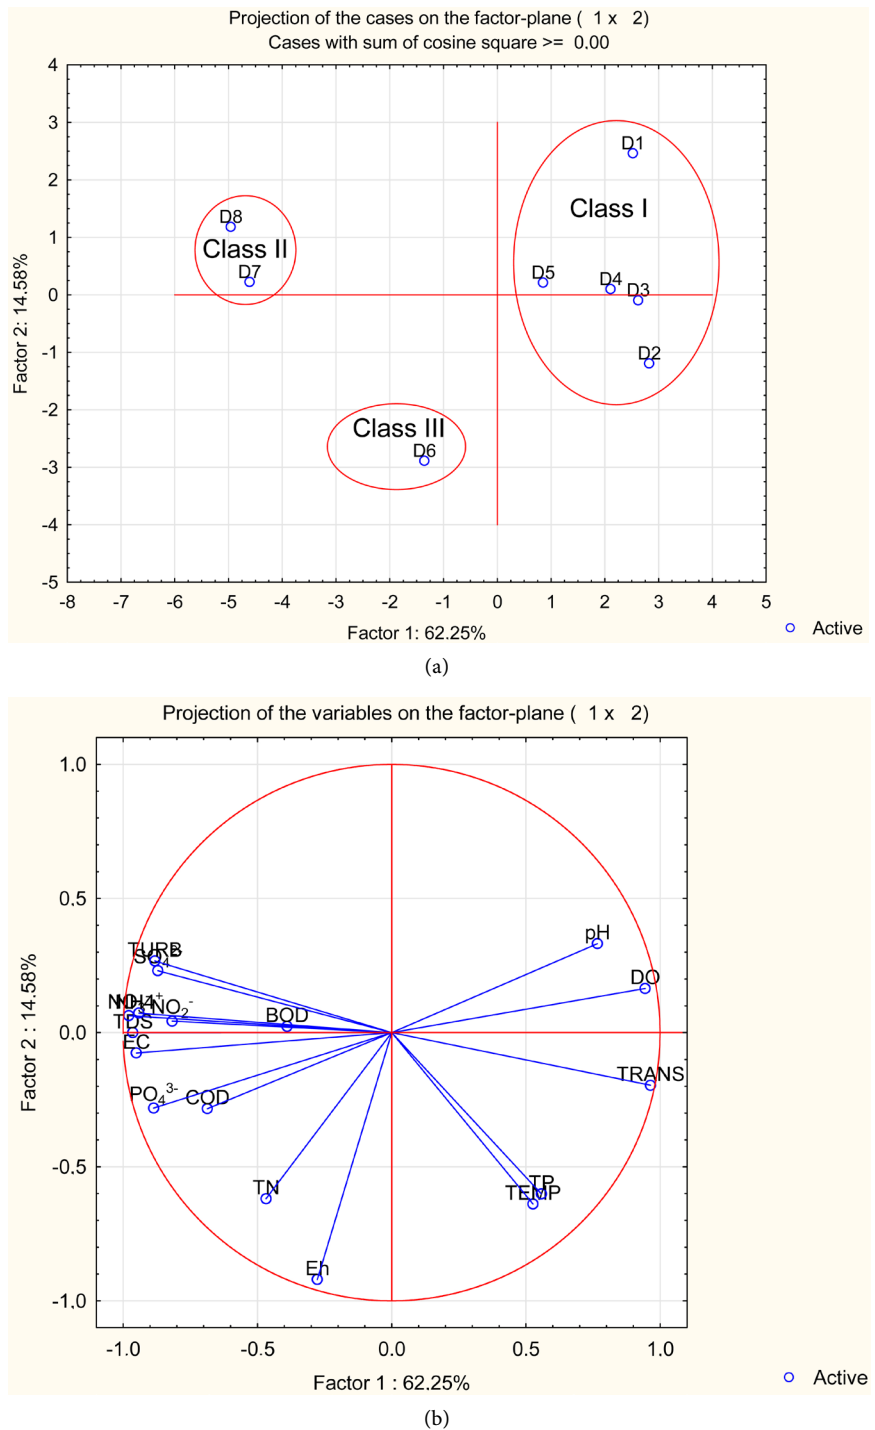 Projection of the cases on the factor-plane ( 1 x 2)
Cases with sum of cosine square >= 0.00
4
3
2
1
0
-1
-2
-3
-4
-5
Factor 2: 14.58%
D1
Class I
D8
Class II
D7
D5
D4
D3
D2
Class III
D6
-8 -7 -6 -5 -4 -3 -2 -1 0 1 2 3 4 5
Factor 1: 62.25%
Active
(a)
Projection of the variables on the factor-plane ( 1 x 2)
1.0
0.5
0.0
-0.5
-1.0
Factor 2 : 14.58%
pH
TURB
DO
NO₂⁻
BOD
TDS
EC
TRANS
PO₄³⁻
COD
TN
TP
TEMP
Eh
-1.0 -0.5 0.0 0.5 1.0
Factor 1 : 62.25%
Active
(b)